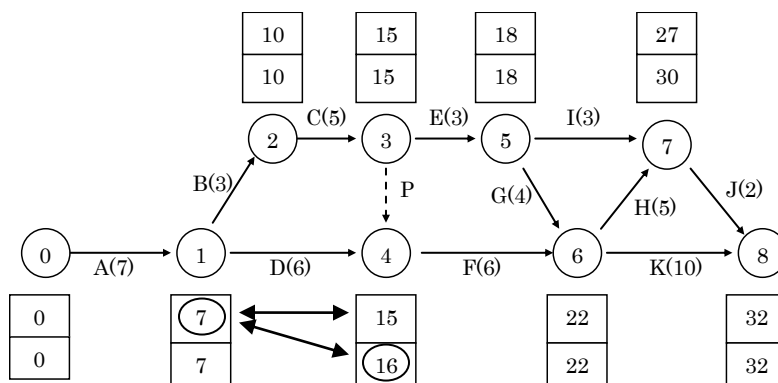 10 15 18 27
10 15 18 30
C(5) E(3) I(3)
2 3 5 7
B(3) P G(4) H(5) J(2)
0 1 4 6 8
A(7) D(6) F(6) K(10)
0 7 15 22 32
0 7 16 22 32